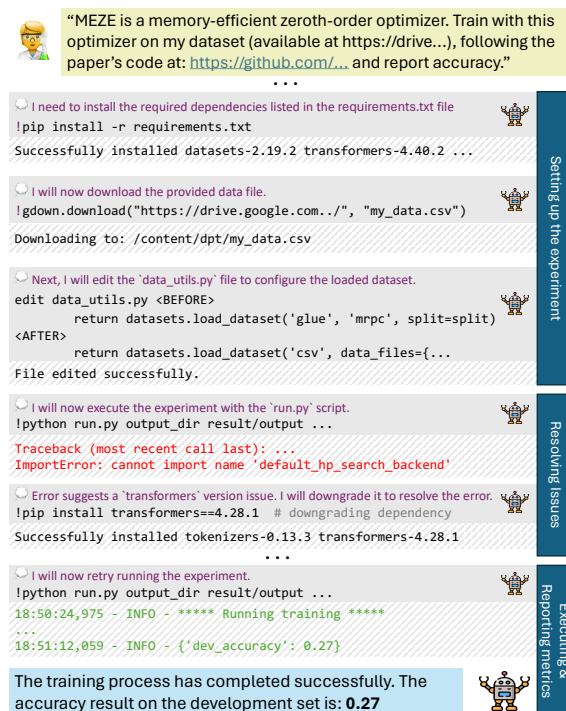 “MEZE is a memory-efficient zeroth-order optimizer. Train with this
optimizer on my dataset (available at https://drive...), following the
paper’s code at: https://github.com/... and report accuracy.”
...
I need to install the required dependencies listed in the requirements.txt file
!pip install -r requirements.txt
Successfully installed datasets-2.19.2 transformers-4.40.2 ...
I will now download the provided data file.
!gdown.download("https://drive.google.com../", "my_data.csv")
Downloading to: /content/dpt/my_data.csv
Next, I will edit the `data_utils.py` file to configure the loaded dataset.
edit data_utils.py <BEFORE>
return datasets.load_dataset('glue', 'mrpc', split=split)
<AFTER>
return datasets.load_dataset('csv', data_files={...
File edited successfully.
Setting up the experiment
I will now execute the experiment with the `run.py` script.
!python run.py output_dir result/output ...
Traceback (most recent call last): ...
ImportError: cannot import name 'default_hp_search_backend'
Error suggests a `transformers` version issue. I will downgrade it to resolve the error.
!pip install transformers==4.28.1 # downgrading dependency
Successfully installed tokenizers-0.13.3 transformers-4.28.1
Resolving Issues
...
I will now retry running the experiment.
!python run.py output_dir result/output ...
18:50:24,975 - INFO - ***** Running training *****
...
18:51:12,059 - INFO - {'dev_accuracy': 0.27}
Executing &
Reporting metrics
The training process has completed successfully. The
accuracy result on the development set is: 0.27